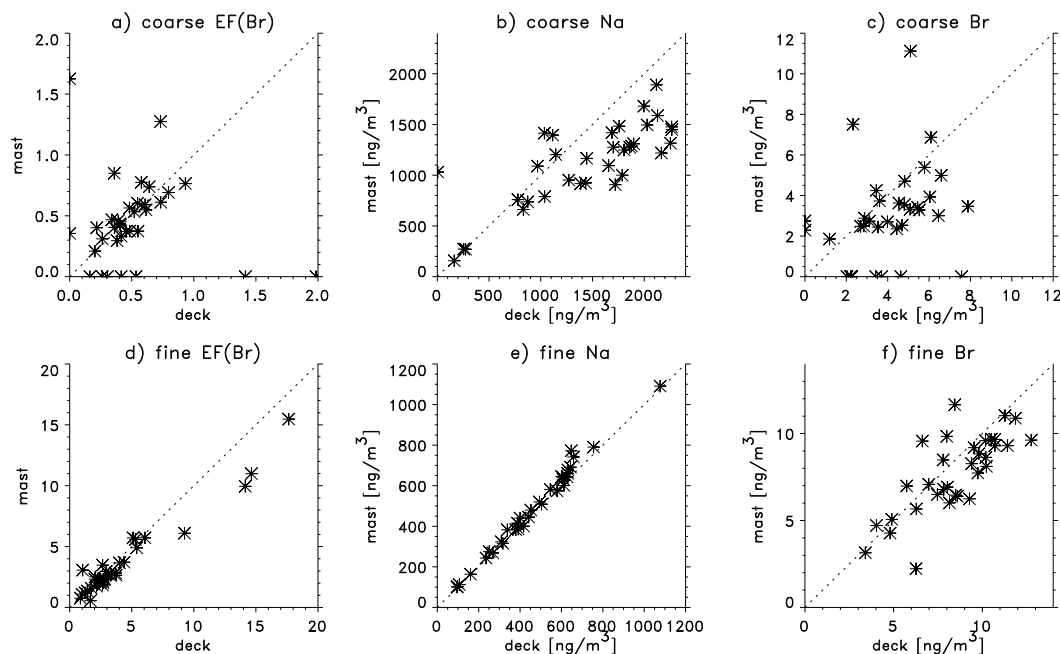 a) coarse EF(Br)
b) coarse Na
c) coarse Br
2.0
1.5
1.0
0.5
0.0
mast
0.0 0.5 1.0 1.5 2.0
deck
2000
1500
1000
500
0
mast [ng/m³]
0 500 1000 1500 2000
deck [ng/m³]
12
10
8
6
4
2
0
mast [ng/m³]
0 2 4 6 8 10 12
deck [ng/m³]
d) fine EF(Br)
e) fine Na
f) fine Br
20
15
10
5
0
mast
0 5 10 15 20
deck
1200
1000
800
600
400
200
0
mast [ng/m³]
0 200 400 600 800 1000 1200
deck [ng/m³]
10
5
0
mast [ng/m³]
0 5 10
deck [ng/m³]